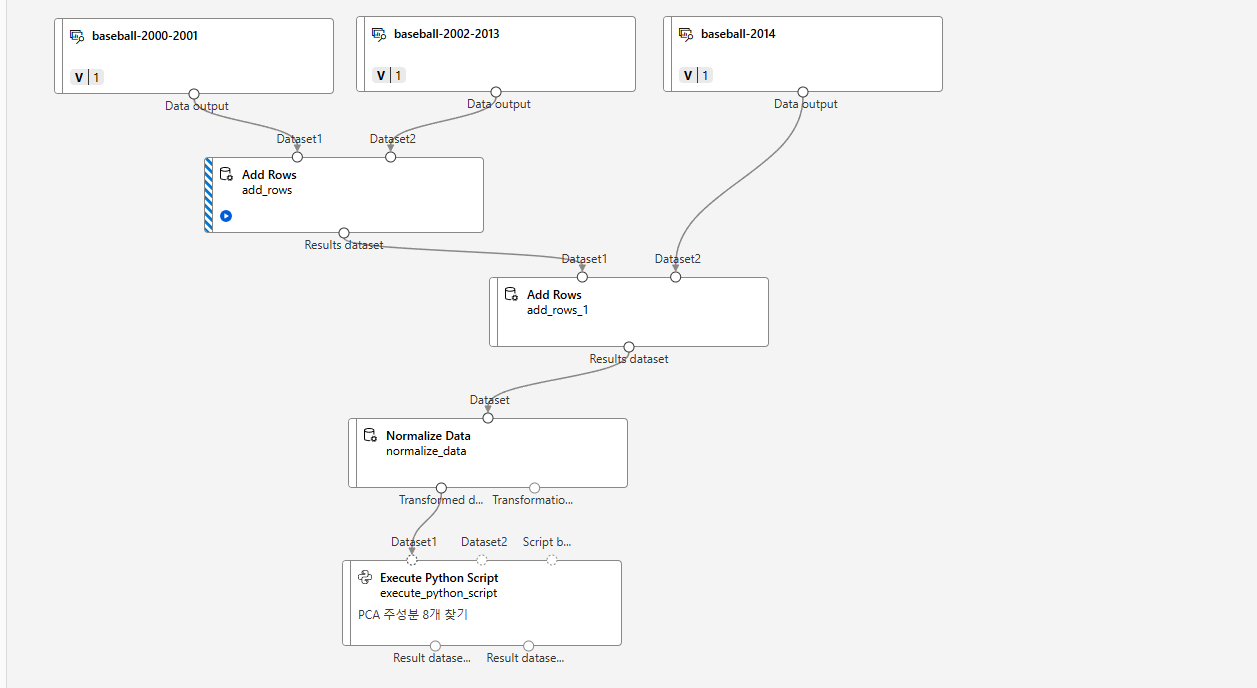 baseball-2000-2001
V 1
Data output
baseball-2002-2013
V 1
Data output
baseball-2014
V 1
Data output
Dataset1
Dataset2
Add Rows
add_rows
Results dataset
Dataset1
Dataset2
Add Rows
add_rows_1
Results dataset
Dataset
Normalize Data
normalize_data
Transformed d...
Transformatio...
Dataset1
Dataset2
Script b...
Execute Python Script
execute_python_script
PCA 주성분 8개 찾기
Result datase...
Result datase...